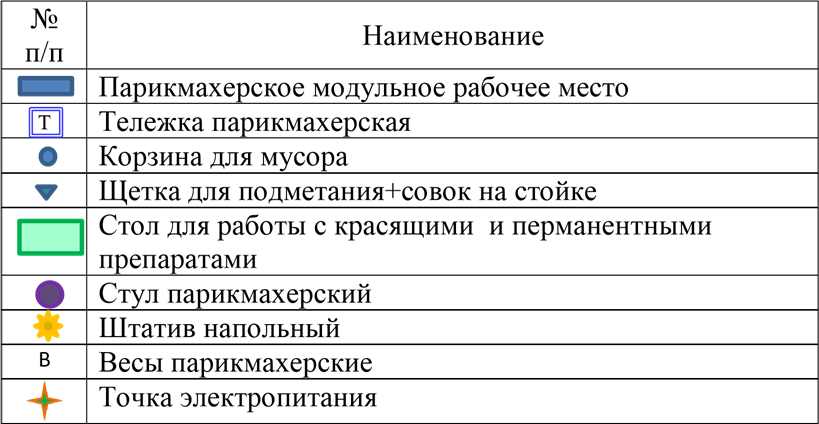 №
п/п
Наименование
Парикмахерское модульное рабочее место
Т
Тележка парикмахерская
Корзина для мусора
Щетка для подметания+совок на стойке
Стол для работы с красящими и перманентными
препаратами
Стул парикмахерский
Штатив напольный
В
Весы парикмахерские
Точка электропитания